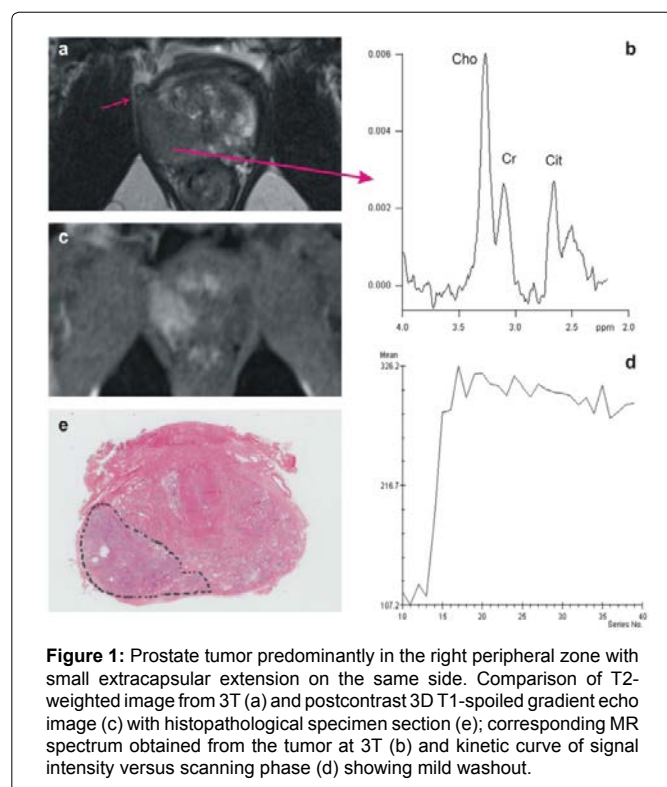 a
b
Cho
Cr
Cit
0.006
0.004
0.002
0.000
4.0 3.5 3.0 2.5 ppm 2.0
c
d
Mean
326.2
216.7
107.2
10 15 20 25 30 35 40
Series No.
e
Figure 1: Prostate tumor predominantly in the right peripheral zone with
small extracapsular extension on the same side. Comparison of T2-
weighted image from 3T (a) and postcontrast 3D T1-spoiled gradient echo
image (c) with histopathological specimen section (e); corresponding MR
spectrum obtained from the tumor at 3T (b) and kinetic curve of signal
intensity versus scanning phase (d) showing mild washout.